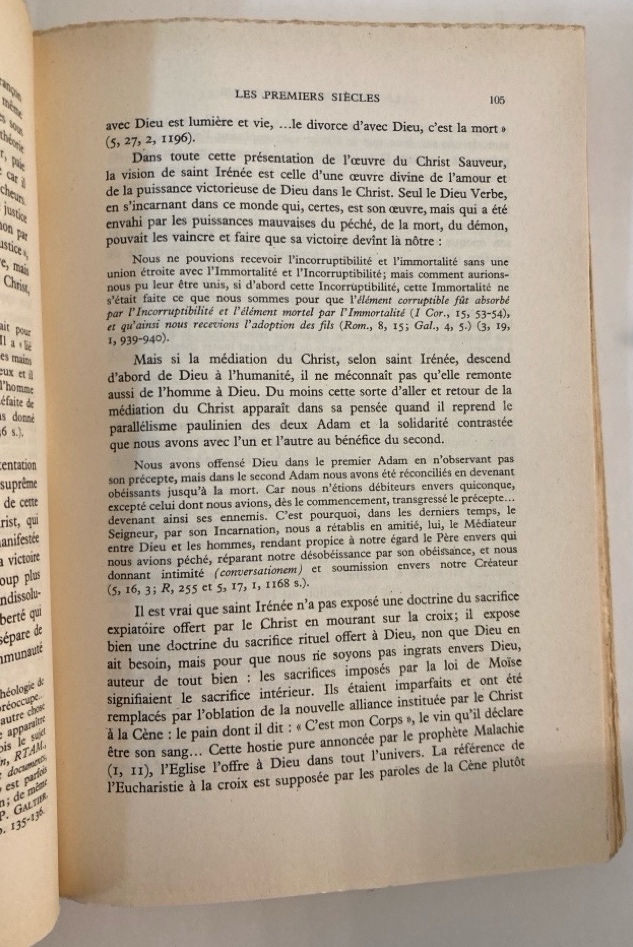 LES PREMIERS SIÈCLES 105
avec Dieu est lumière et vie, ...le divorce d'avec Dieu, c'est la mort »
(5, 27, 2, 1196).
Dans toute cette présentation de l'œuvre du Christ Sauveur,
la vision de saint Irénée est celle d'une œuvre divine de l'amour et
de la puissance victorieuse de Dieu dans le Christ. Seul le Dieu Verbe,
en s'incarnant dans ce monde qui, certes, est son œuvre, mais qui a été
envahi par les puissances mauvaises du péché, de la mort, du démon,
pouvait les vaincre et faire que sa victoire devînt la nôtre :
Nous ne pouvions recevoir l'incorruptibilité et l'immortalité sans une
union étroite avec l'Immortalité et l'Incorruptibilité; mais comment aurions-
nous pu leur être unis, si d'abord cette Incorruptibilité, cette Immortalité ne
s'était faite ce que nous sommes pour que l'élément corruptible fût absorbé
par l'Incorruptibilité et l'élément mortel par l'Immortalité (I Cor., 15, 53-54),
et qu'ainsi nous recevions l'adoption des fils (Rom., 8, 15; Gal., 4, 5.) (3, 19,
1, 939-940).
Mais si la médiation du Christ, selon saint Irénée, descend
d'abord de Dieu à l'humanité, il ne méconnaît pas qu'elle remonte
aussi de l'homme à Dieu. Du moins cette sorte d'aller et retour de la
médiation du Christ apparaît dans sa pensée quand il reprend le
parallélisme paulinien des deux Adam et la solidarité contrastée
que nous avons avec l'un et l'autre au bénéfice du second.
Nous avons offensé Dieu dans le premier Adam en n'observant pas
son précepte, mais dans le second Adam nous avons été réconciliés en devenant
obéissants jusqu'à la mort. Car nous n'étions débiteurs envers quiconque,
excepté celui dont nous avions, dès le commencement, transgressé le précepte...
devenant ainsi ses ennemis. C'est pourquoi, dans les derniers temps, le
Seigneur, par son Incarnation, nous a rétablis en amitié, lui, le Médiateur
entre Dieu et les hommes, rendant propice à notre égard le Père envers qui
nous avions péché, réparant notre désobéissance par son obéissance, et nous
donnant intimité (conversationem) et soumission envers notre Créateur
(5, 16, 3; R, 255 et 5, 17, 1, 1168 s.).
Il est vrai que saint Irénée n'a pas exposé une doctrine du sacrifice
expiatoire offert par le Christ en mourant sur la croix; il expose
bien une doctrine du sacrifice rituel offert à Dieu, non que Dieu en
ait besoin, mais pour que nous ne soyons pas ingrats envers Dieu,
auteur de tout bien : les sacrifices imposés par la loi de Moïse
signifiaient le sacrifice intérieur. Ils étaient imparfaits et ont été
remplacés par l'oblation de la nouvelle alliance instituée par le Christ
à la Cène : le pain dont il dit : « C'est mon Corps », le vin qu'il déclare
être son sang... Cette hostie pure annoncée par le prophète Malachie
(1, 11), l'Eglise l'offre à Dieu dans tout l'univers. La référence de
l'Eucharistie à la croix est supposée par les paroles de la Cène plutôt